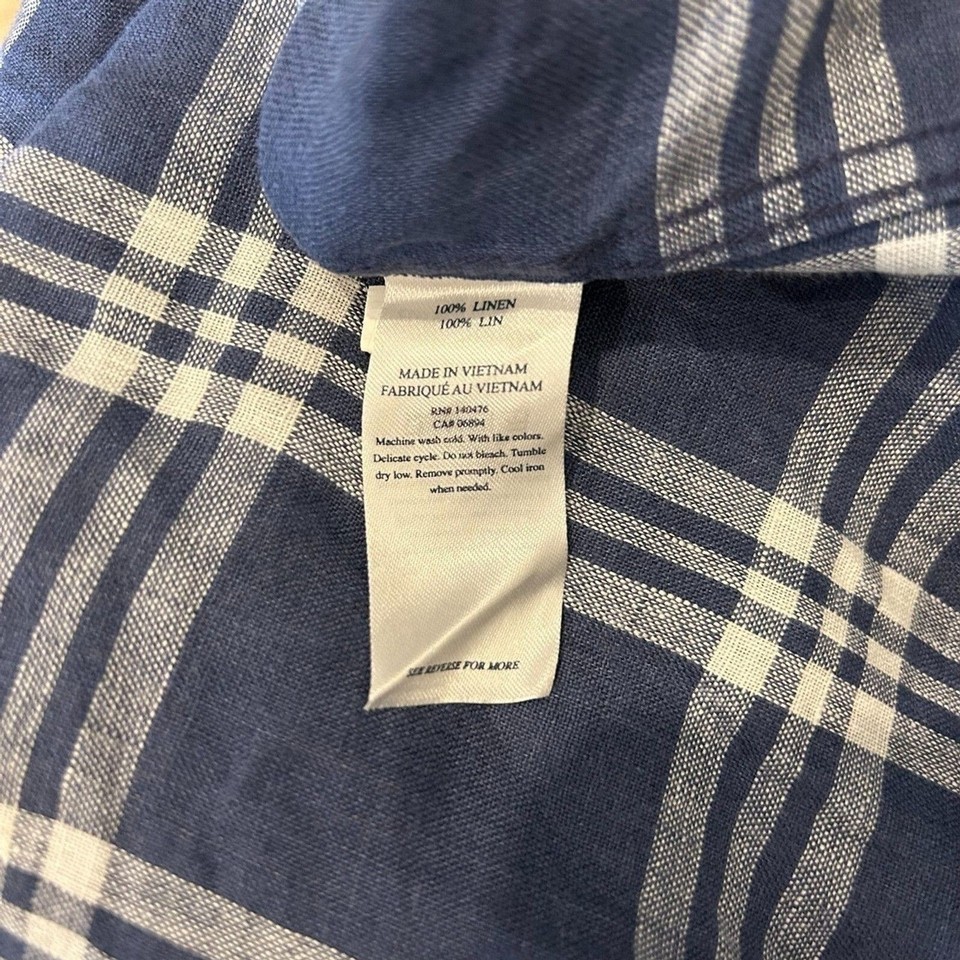 100% LINEN
100% LIN
MADE IN VIETNAM
FABRIQUÉ AU VIETNAM
RN# 140476
CA# 06894
Machine wash cold. With like colors.
Delicate cycle. Do not bleach. Tumble
dry low. Remove promptly. Cool iron
when needed.
SEE REVERSE FOR MORE